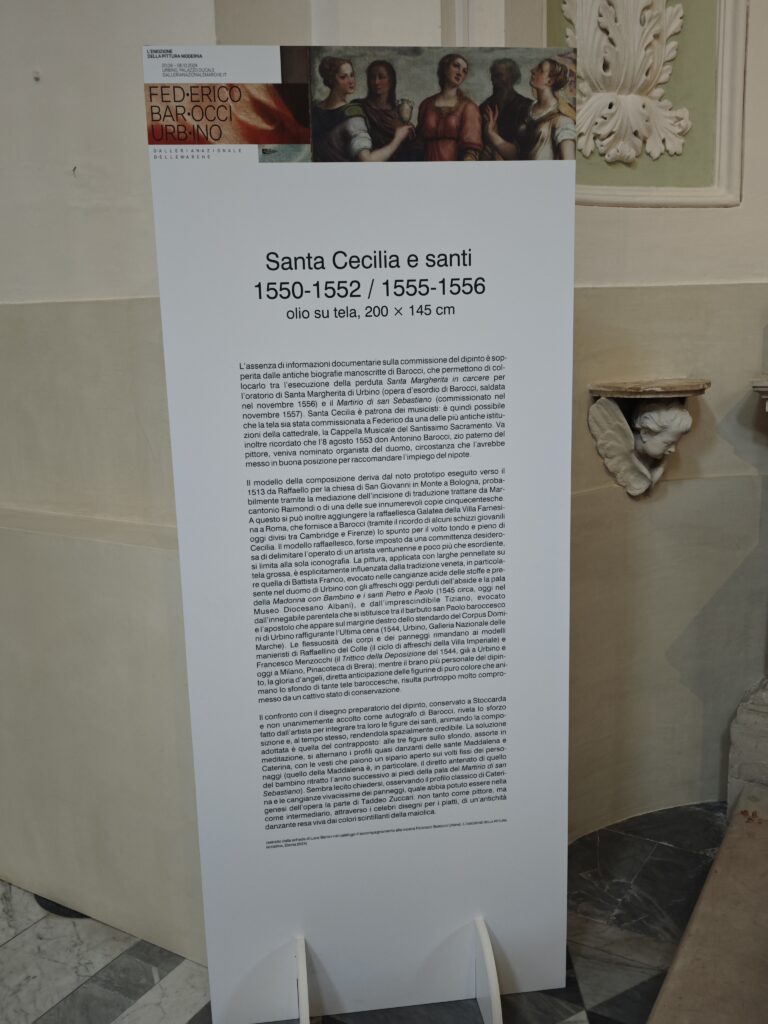 L'EMOZIONE
DELLA PITTURA MODERNA
URBINO, PALAZZO DUCALE
GALLERIANAZIONALEMARCHE.IT
FED·ERICO
BAR·OCCI
URB·INO
GALLERIA NAZIONALE
DELLE MARCHE
Santa Cecilia e santi
1550-1552 / 1555-1556
olio su tela, 200 × 145 cm
L'assenza di informazioni documentarie sulla commissione del dipinto è sop-
perita dalle antiche biografie manoscritte di Barocci, che permettono di col-
locarlo tra l'esecuzione della perduta Santa Margherita in carcere per
l'oratorio di Santa Margherita di Urbino (opera d'esordio di Barocci, saldata
nel novembre 1556) e il Martirio di san Sebastiano (commissionato nel
novembre 1557). Santa Cecilia è patrona dei musicisti: è quindi possibile
che la tela sia stata commissionata a Federico da una delle più antiche istitu-
zioni della cattedrale, la Cappella Musicale del Santissimo Sacramento. Va
inoltre ricordato che l'8 agosto 1553 don Antonino Barocci, zio paterno del
pittore, veniva nominato organista del duomo, circostanza che l'avrebbe
messo in buona posizione per raccomandare l'impiego del nipote.
Il modello della composizione deriva dal noto prototipo eseguito verso il
1513 da Raffaello per la chiesa di San Giovanni in Monte a Bologna, proba-
bilmente tramite la mediazione dell'incisione di traduzione trattane da Mar-
cantonio Raimondi o di una delle sue innumerevoli copie cinquecentesche.
A questo si può inoltre aggiungere la raffaellesca Galatea della Villa Farnesi-
na a Roma, che fornisce a Barocci (tramite il ricordo di alcuni schizzi giovanili
oggi divisi tra Cambridge e Firenze) lo spunto per il volto tondo e pieno di
Cecilia. Il modello raffaellesco, forse imposto da una committenza desidero-
sa di delimitare l'operato di un artista ventunenne e poco più che esordiente,
si limita alla sola iconografia. La pittura, applicata con larghe pennellate su
tela grossa, è esplicitamente influenzata dalla tradizione veneta, in particola-
re quella di Battista Franco, evocato nelle cangianze acide delle stoffe e pre-
sente nel duomo di Urbino con gli affreschi oggi perduti dell'abside e la pala
della Madonna con Bambino e i santi Pietro e Paolo (1545 circa, oggi nel
Museo Diocesano Albani), e dall'imprescindibile Tiziano, evocato
dall'innegabile parentela che si istituisce tra il barbuto san Paolo baroccesco
e l'apostolo che appare sul margine destro dello stendardo del Corpus Domi-
ni di Urbino raffigurante l'Ultima cena (1544, Urbino, Galleria Nazionale delle
Marche). Le flessuosità dei corpi e dei panneggi rimandano ai modelli
manieristi di Raffaellino del Colle (il ciclo di affreschi della Villa Imperiale) e
Francesco Menzocchi (il Trittico della Deposizione del 1544, già a Urbino e
oggi a Milano, Pinacoteca di Brera); mentre il brano più personale del dipin-
to, la gloria d'angeli, diretta anticipazione delle figurine di puro colore che ani-
mano lo sfondo di tante tele baroccesche, risulta purtroppo molto compro-
messo da un cattivo stato di conservazione.
Il confronto con il disegno preparatorio del dipinto, conservato a Stoccarda
e non unanimemente accolto come autografo di Barocci, rivela lo sforzo
fatto dall'artista per integrare tra loro le figure dei santi, animando la compo-
sizione e, al tempo stesso, rendendola spazialmente credibile. La soluzione
adottata è quella del contrapposto: alle tre figure sullo sfondo, assorte in
meditazione, si alternano i profili quasi danzanti delle sante Maddalena e
Caterina, con le vesti che paiono un sipario aperto sui volti fissi dei perso-
naggi (quello della Maddalena è, in particolare, il diretto antenato di quello
del bambino ritratto l'anno successivo ai piedi della pala del Martirio di san
Sebastiano). Sembra lecito chiedersi, osservando il profilo classico di Cateri-
na e le cangianze vivacissime dei panneggi, quale abbia potuto essere nella
genesi dell'opera la parte di Taddeo Zuccari: non tanto come pittore, ma
come intermediario, attraverso i celebri disegni per i piatti, di un'antichità
danzante resa viva dai colori scintillanti della maiolica.